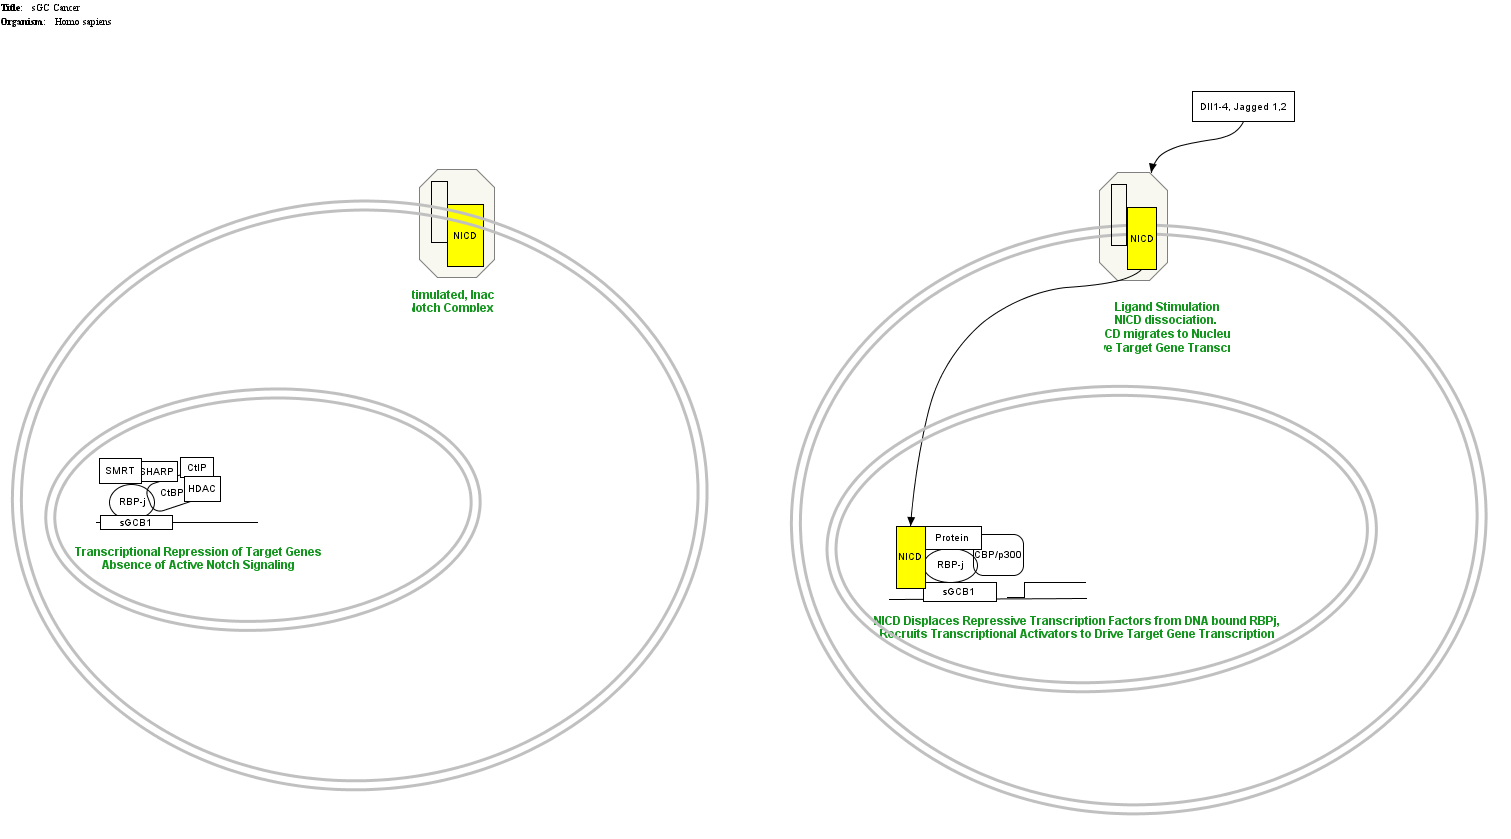 Title: sGC Cancer
Organism: Homo sapiens
Dll1-4, Jagged 1,2
NICD
timulated, Inac
Notch Complex
NICD
Ligand Stimulation
NICD dissociation.
CD migrates to Nucleu
e Target Gene Transcr
SMRT
SHARP
CtIP
CtBP
HDAC
RBP-j
sGCB1
Transcriptional Repression of Target Genes
Absence of Active Notch Signaling
NICD
Protein
CBP/p300
RBP-j
sGCB1
NICD Displaces Repressive Transcription Factors from DNA bound RBPj,
Recruits Transcriptional Activators to Drive Target Gene Transcription